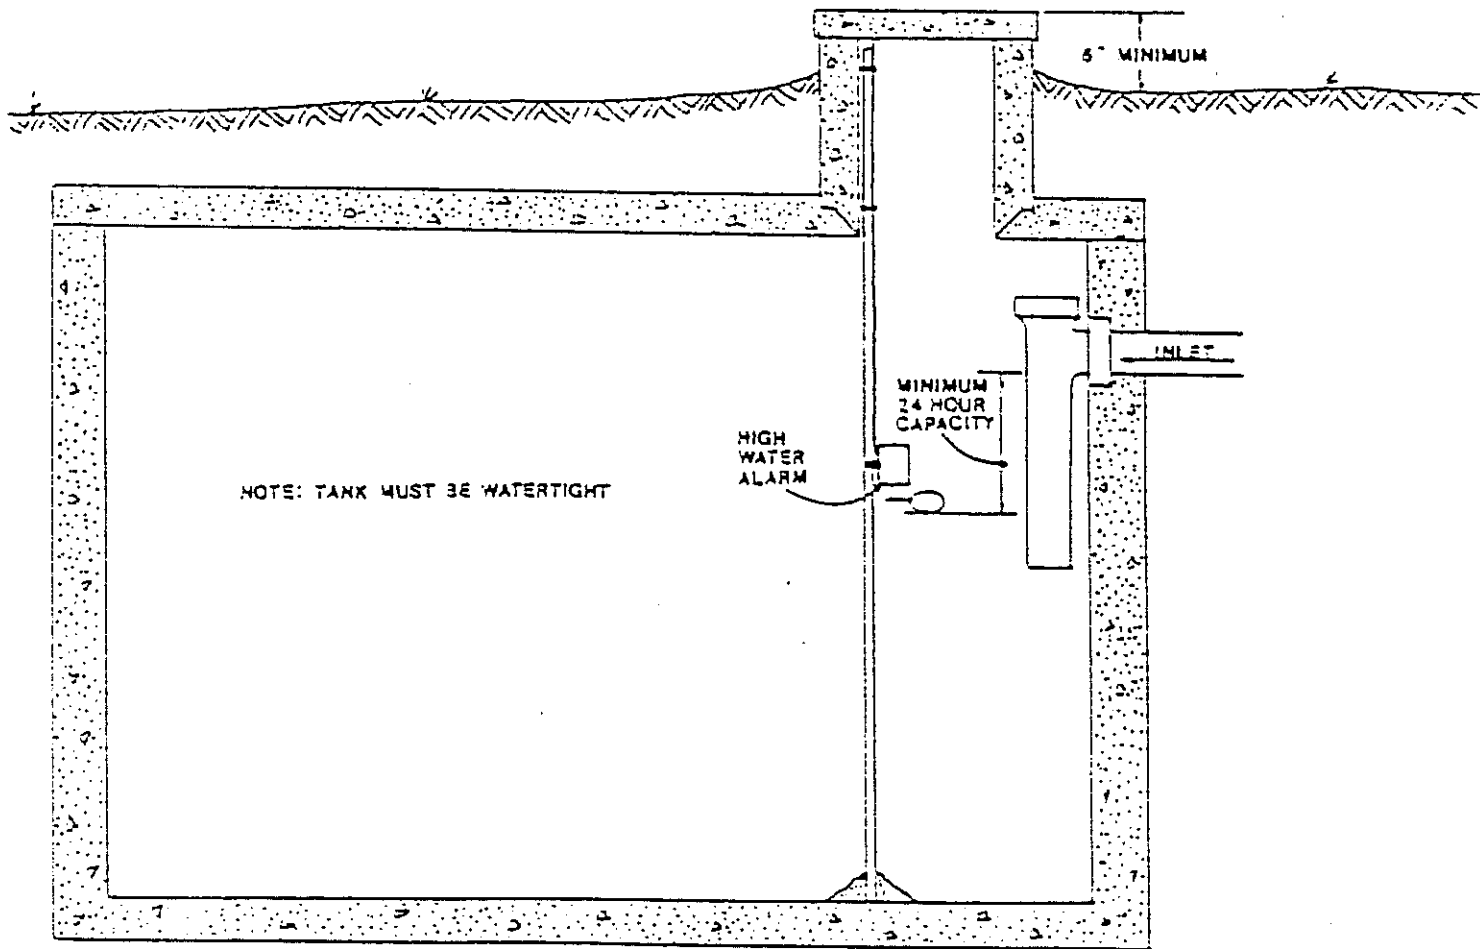 6" MINIMUM
INLET
MINIMUM
24 HOUR
CAPACITY
HIGH
WATER
ALARM
NOTE: TANK MUST BE WATERTIGHT